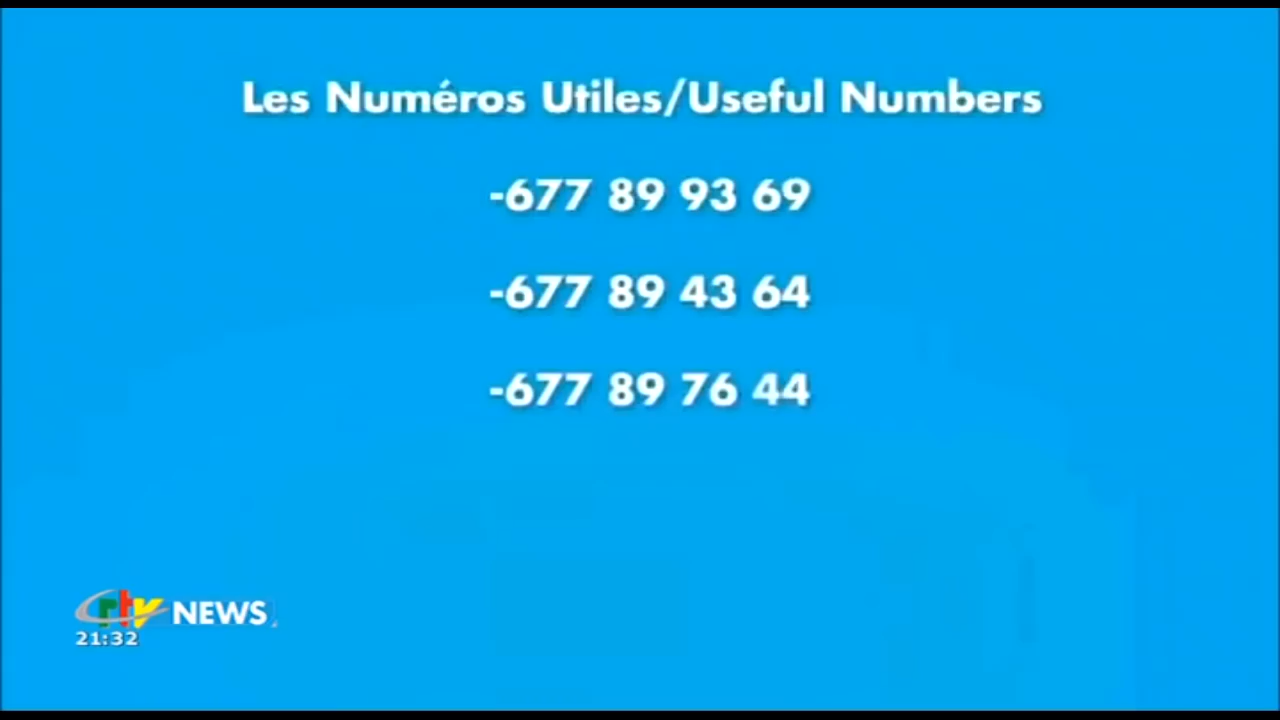 Les Numéros Utiles/Useful Numbers
-677 89 93 69
-677 89 43 64
-677 89 76 44
crtv NEWS
21:32